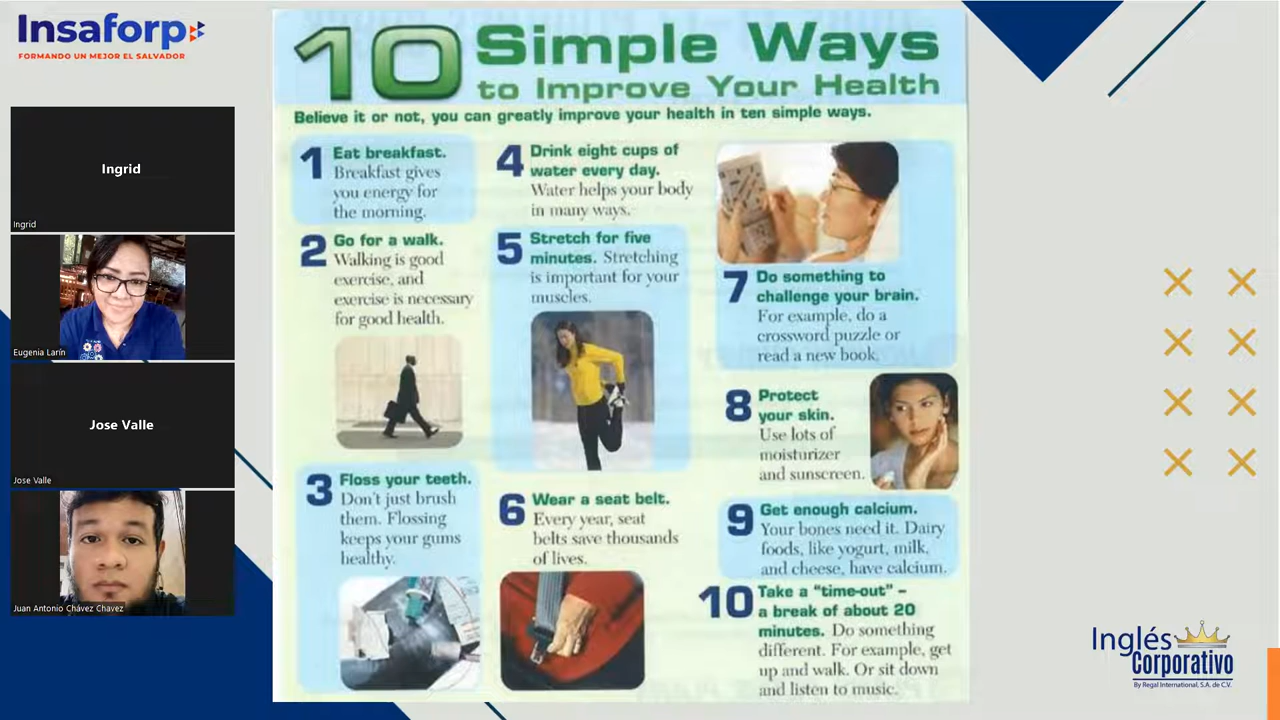 Insaforp
FORMANDO UN MEJOR EL SALVADOR
Ingrid
Ingrid
Eugenia Larín
Jose Valle
Jose Valle
Juan Antonio Chávez Chavez
10 Simple Ways
to Improve Your Health
Believe it or not, you can greatly improve your health in ten simple ways.
1 Eat breakfast.
Breakfast gives
you energy for
the morning.
2 Go for a walk.
Walking is good
exercise, and
exercise is necessary
for good health.
3 Floss your teeth.
Don't just brush
them. Flossing
keeps your gums
healthy.
4 Drink eight cups of
water every day.
Water helps your body
in many ways.
5 Stretch for five
minutes. Stretching
is important for your
muscles.
6 Wear a seat belt.
Every year, seat
belts save thousands
of lives.
7 Do something to
challenge your brain.
For example, do a
crossword puzzle or
read a new book.
8 Protect
your skin.
Use lots of
moisturizer
and sunscreen.
9 Get enough calcium.
Your bones need it. Dairy
foods, like yogurt, milk,
and cheese, have calcium.
10 Take a “time-out” –
a break of about 20
minutes. Do something
different. For example, get
up and walk. Or sit down
and listen to music.
Inglés
Corporativo
By Regal International, S.A. de C.V.